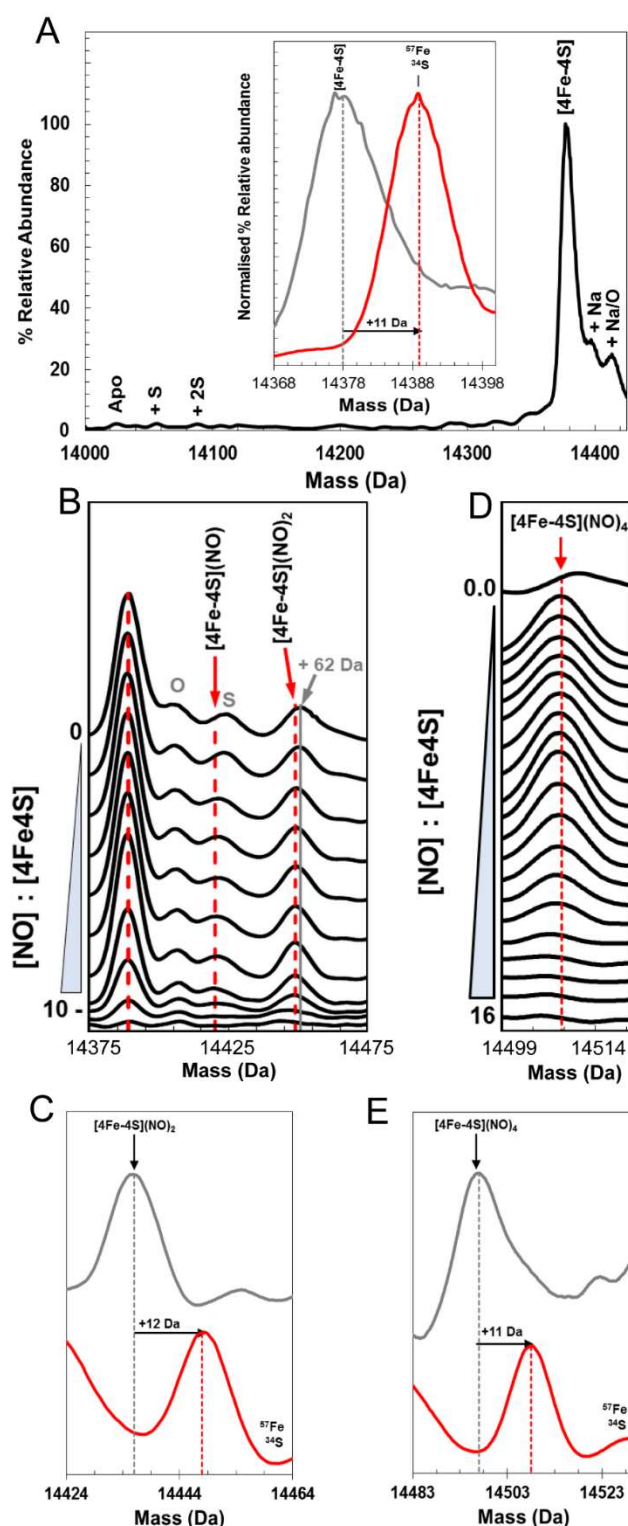 A
% Relative Abundance
100
80
60
40
20
0
14000
14100
14200
14300
14400
Mass (Da)
Apo
+ S
+ 2S
[4Fe-4S]
+ Na
+ Na/O
Normalised % Relative abundance
[4Fe-4S]
⁵⁷Fe
³⁴S
+11 Da
14368
14378
14388
14398
Mass (Da)
B
[4Fe-4S](NO)
[4Fe-4S](NO)₂
+ 62 Da
O
S
0
10 -
[NO] : [4Fe4S]
14375
14425
14475
Mass (Da)
D
[4Fe-4S](NO)₄
0.0
16
[NO] : [4Fe4S]
14499
14514
Mass (Da)
C
[4Fe-4S](NO)₂
+12 Da
⁵⁷Fe
³⁴S
14424
14444
14464
Mass (Da)
E
[4Fe-4S](NO)₄
+11 Da
⁵⁷Fe
³⁴S
14483
14503
14523
Mass (Da)